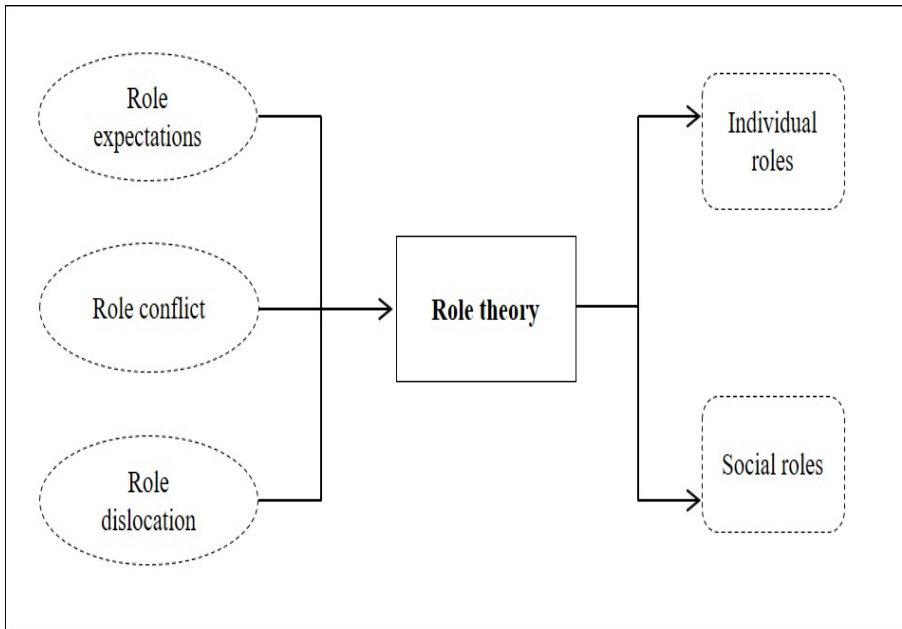 Role
expectations
Role conflict
Role
dislocation
Role theory
Individual
roles
Social roles